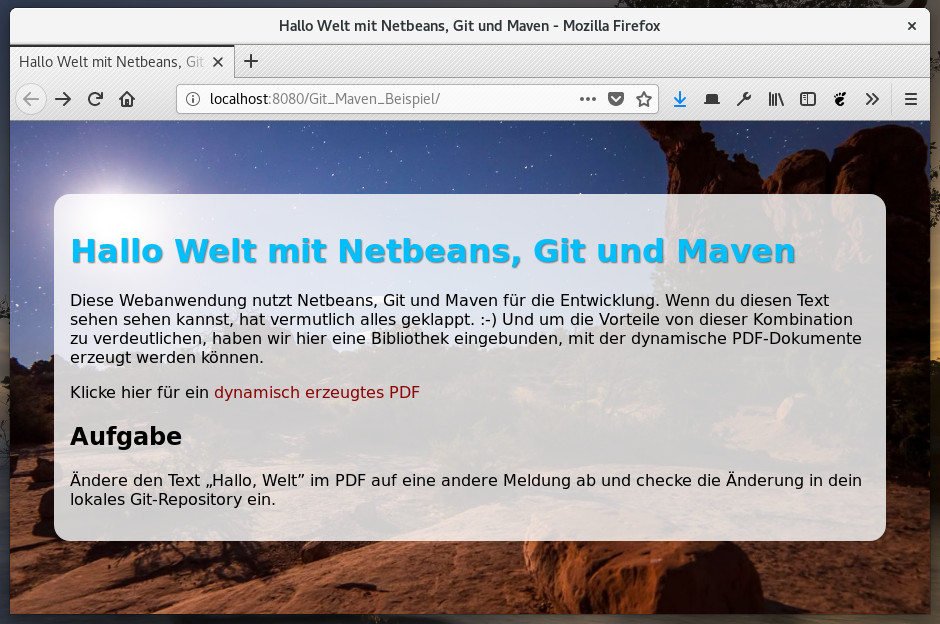 Hallo Welt mit Netbeans, Git und Maven - Mozilla Firefox
Hallo Welt mit Netbeans, Git
localhost:8080/Git_Maven_Beispiel/
Hallo Welt mit Netbeans, Git und Maven
Diese Webanwendung nutzt Netbeans, Git und Maven für die Entwicklung. Wenn du diesen Text
sehen sehen kannst, hat vermutlich alles geklappt. :-) Und um die Vorteile von dieser Kombination
zu verdeutlichen, haben wir hier eine Bibliothek eingebunden, mit der dynamische PDF-Dokumente
erzeugt werden können.
Klicke hier für ein dynamisch erzeugtes PDF
Aufgabe
Ändere den Text „Hallo, Welt” im PDF auf eine andere Meldung ab und checke die Änderung in dein
lokales Git-Repository ein.